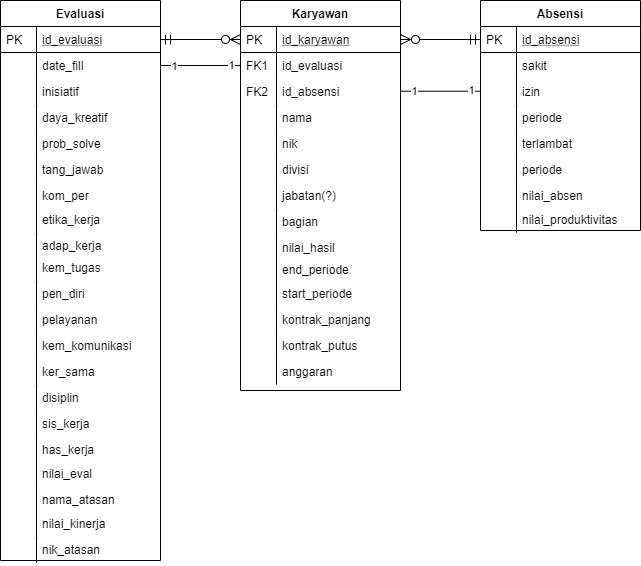 Evaluasi
PK id_evaluasi
date_fill
inisiatif
daya_kreatif
prob_solve
tang_jawab
kom_per
etika_kerja
adap_kerja
kem_tugas
pen_diri
pelayanan
kem_komunikasi
ker_sama
disiplin
sis_kerja
has_kerja
nilai_eval
nama_atasan
nilai_kinerja
nik_atasan
1 1
Karyawan
PK id_karyawan
FK1 id_evaluasi
FK2 id_absensi
nama
nik
divisi
jabatan(?)
bagian
nilai_hasil
end_periode
start_periode
kontrak_panjang
kontrak_putus
anggaran
1 1
Absensi
PK id_absensi
sakit
izin
periode
terlambat
periode
nilai_absen
nilai_produktivitas